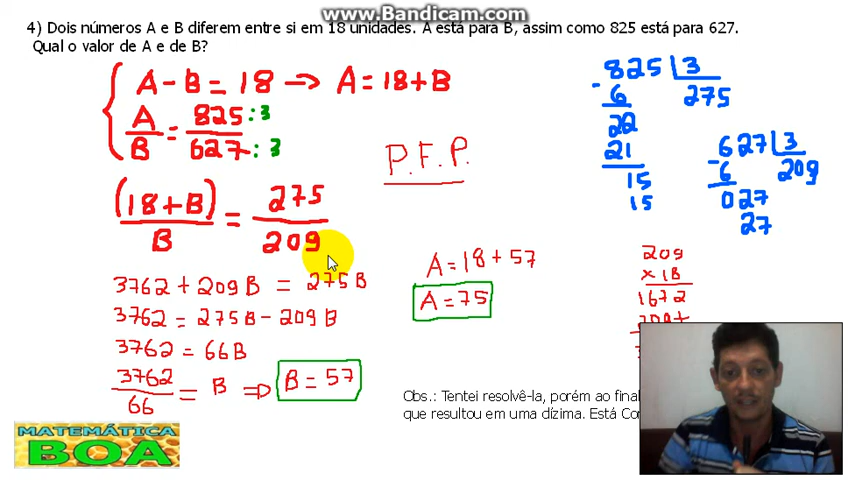 www.Bandicam.com
4) Dois números A e B diferem entre si em 18 unidades. A está para B, assim como 825 está para 627.
Qual o valor de A e de B?
A - B = 18 → A = 18 + B
A/B = 825 :3 / 627 :3
(18 + B)/B = 275/209
3762 + 209B = 275B
3762 = 275B - 209B
3762 = 66B
3762/66 = B ⇒ B = 57
P.F.P.
A = 18 + 57
A = 75
825 | 3
- 6 275
22
21
15
15
627 | 3
- 6 209
027
27
209
x 18
1672
209+
Obs.: Tentei resolvê-la, porém ao final
que resultou em uma dízima. Está
MATEMÁTICA
BOA